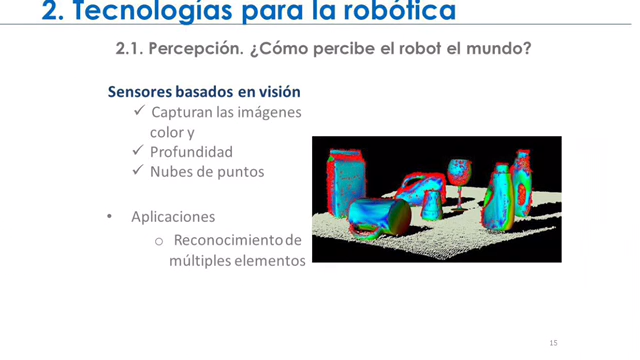 2. Tecnologías para la robótica
2.1. Percepción. ¿Cómo percibe el robot el mundo?
Sensores basados en visión
✓ Capturan las imágenes
color y
✓ Profundidad
✓ Nubes de puntos
• Aplicaciones
o Reconocimiento de
múltiples elementos
15